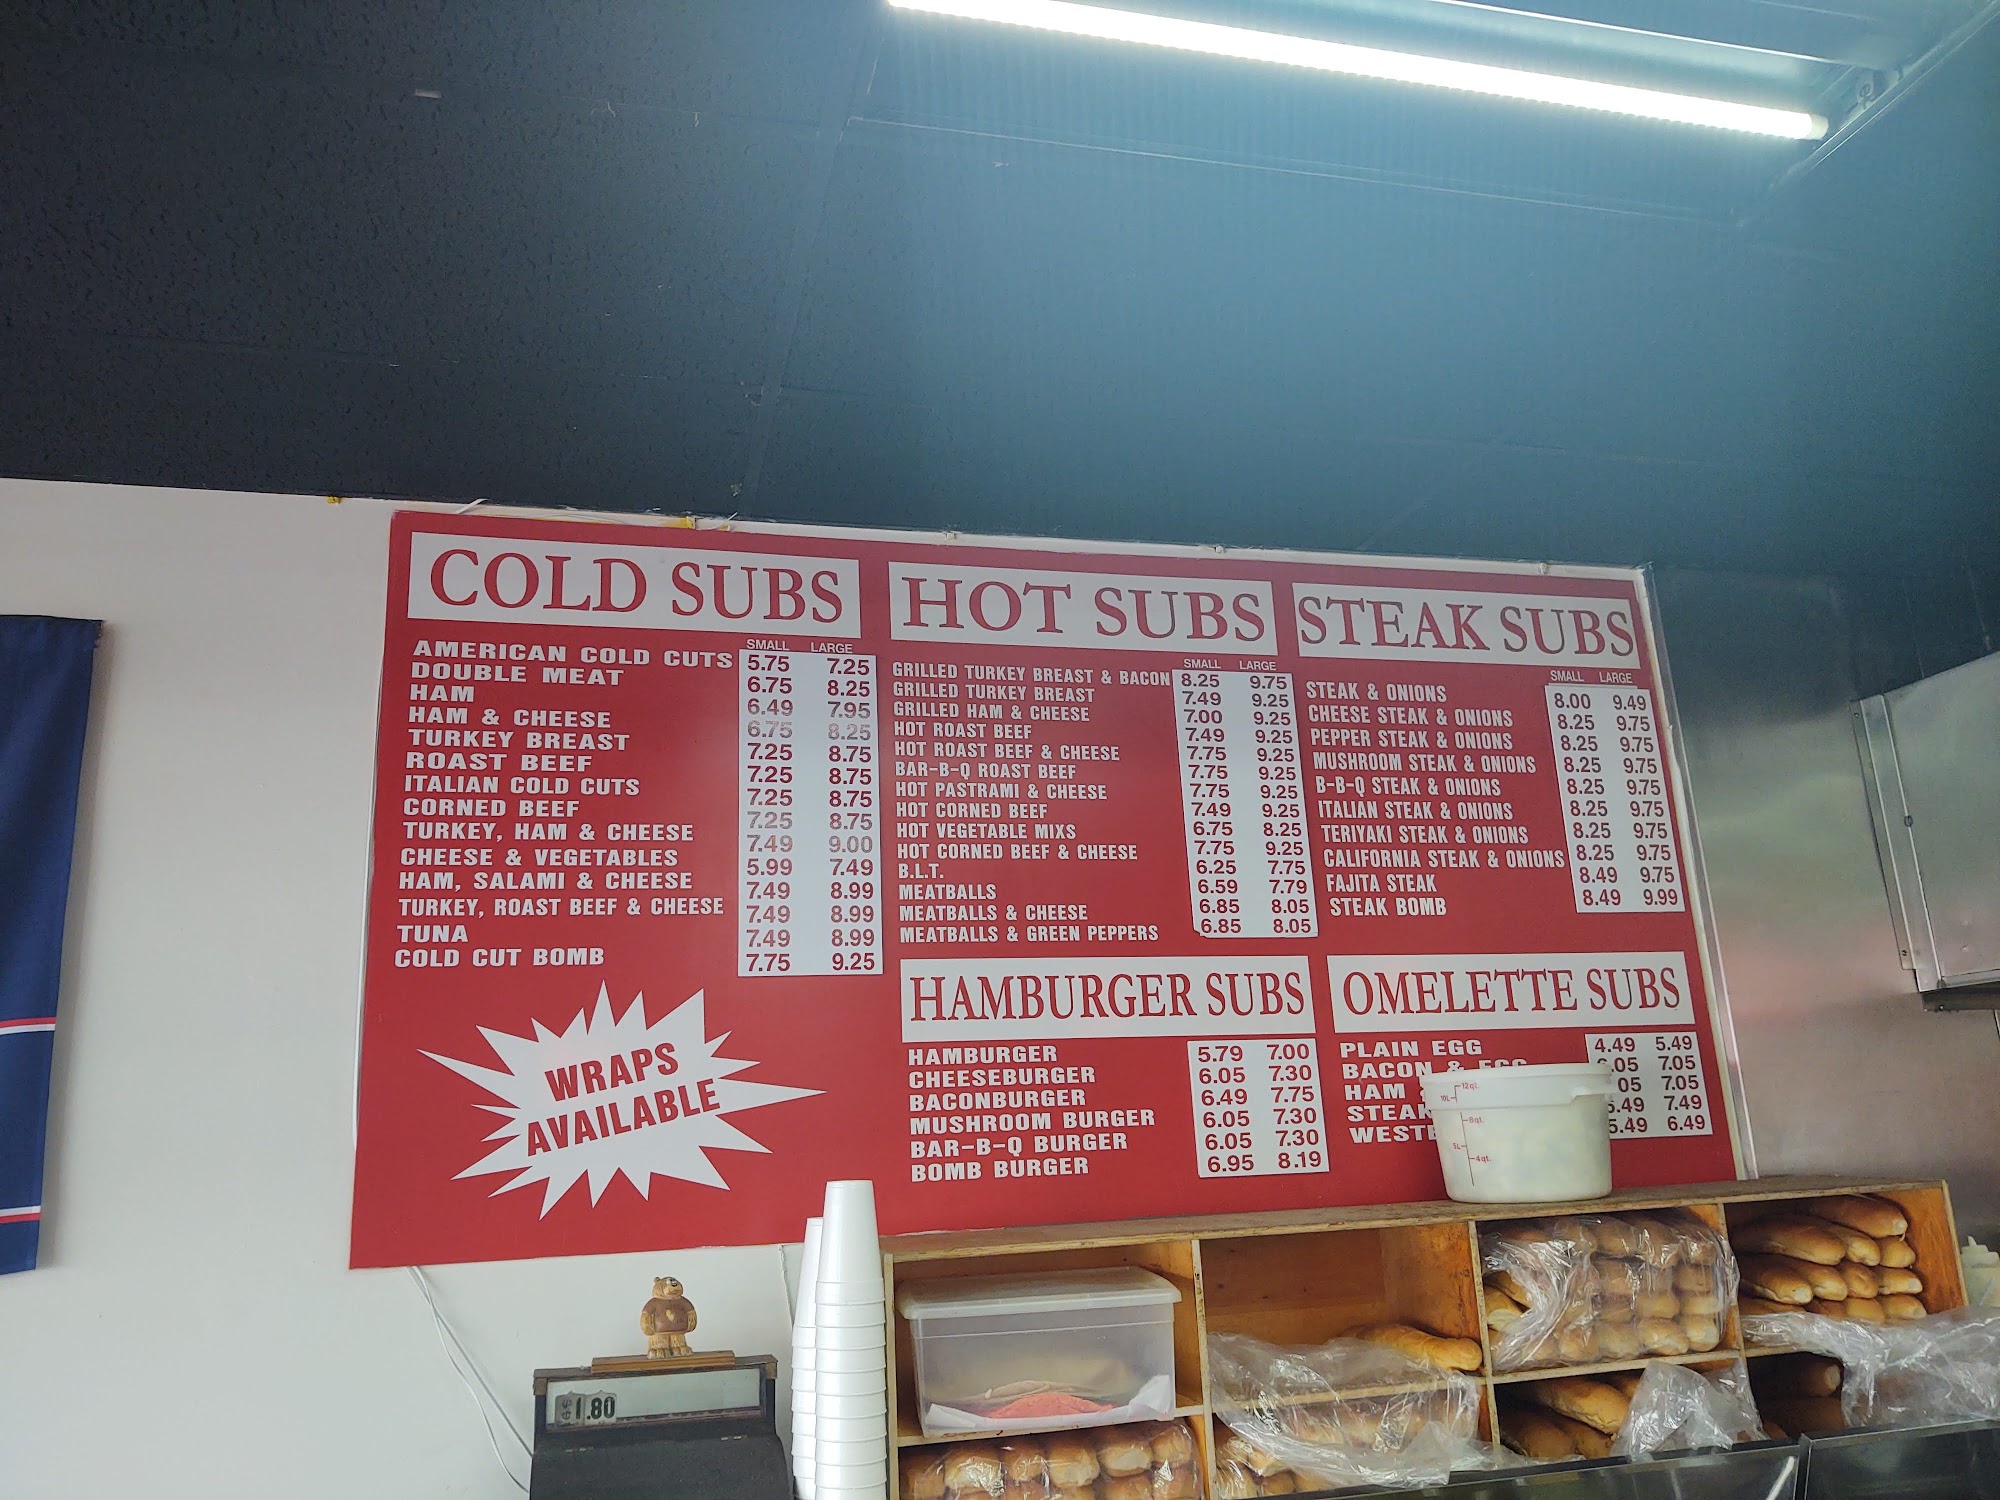 COLD SUBS
SMALL LARGE
AMERICAN COLD CUTS 5.75 7.25
DOUBLE MEAT 6.75 8.25
HAM 6.49 7.95
HAM & CHEESE 6.75 8.25
TURKEY BREAST 7.25 8.75
ROAST BEEF 7.25 8.75
ITALIAN COLD CUTS 7.25 8.75
CORNED BEEF 7.25 8.75
TURKEY, HAM & CHEESE 7.49 9.00
CHEESE & VEGETABLES 5.99 7.49
HAM, SALAMI & CHEESE 7.49 8.99
TURKEY, ROAST BEEF & CHEESE 7.49 8.99
TUNA 7.49 8.99
COLD CUT BOMB 7.75 9.25
WRAPS
AVAILABLE
HOT SUBS
SMALL LARGE
GRILLED TURKEY BREAST & BACON 8.25 9.75
GRILLED TURKEY BREAST 7.49 9.25
GRILLED HAM & CHEESE 7.00 9.25
HOT ROAST BEEF 7.49 9.25
HOT ROAST BEEF & CHEESE 7.75 9.25
BAR-B-Q ROAST BEEF 7.75 9.25
HOT PASTRAMI & CHEESE 7.75 9.25
HOT CORNED BEEF 7.49 9.25
HOT VEGETABLE MIXS 6.75 8.25
HOT CORNED BEEF & CHEESE 7.75 9.25
B.L.T. 6.25 7.75
MEATBALLS 6.59 7.79
MEATBALLS & CHEESE 6.85 8.05
MEATBALLS & GREEN PEPPERS 6.85 8.05
STEAK SUBS
SMALL LARGE
STEAK & ONIONS 8.00 9.49
CHEESE STEAK & ONIONS 8.25 9.75
PEPPER STEAK & ONIONS 8.25 9.75
MUSHROOM STEAK & ONIONS 8.25 9.75
B-B-Q STEAK & ONIONS 8.25 9.75
ITALIAN STEAK & ONIONS 8.25 9.75
TERIYAKI STEAK & ONIONS 8.25 9.75
CALIFORNIA STEAK & ONIONS 8.25 9.75
FAJITA STEAK 8.49 9.75
STEAK BOMB 8.49 9.99
HAMBURGER SUBS
HAMBURGER 5.79 7.00
CHEESEBURGER 6.05 7.30
BACONBURGER 6.49 7.75
MUSHROOM BURGER 6.05 7.30
BAR-B-Q BURGER 6.05 7.30
BOMB BURGER 6.95 8.19
OMELETTE SUBS
PLAIN EGG 4.49 5.49
BACON & EGG .05 7.05
HAM 05 7.05
STEAK .49 7.49
WESTE 5.49 6.49
12qt.
10L
8qt.
5L
4qt.
1.80